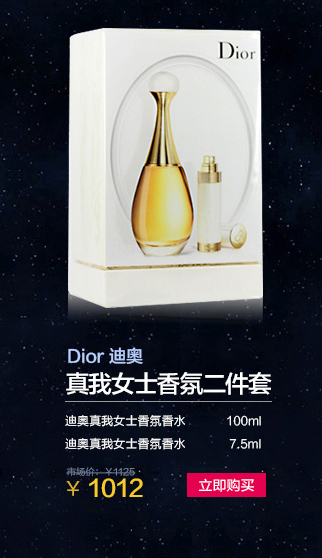 Dior
Dior 迪奥
真我女士香氛二件套
迪奥真我女士香氛香水 100ml
迪奥真我女士香氛香水 7.5ml
市场价：￥1125
￥ 1012 立即购买